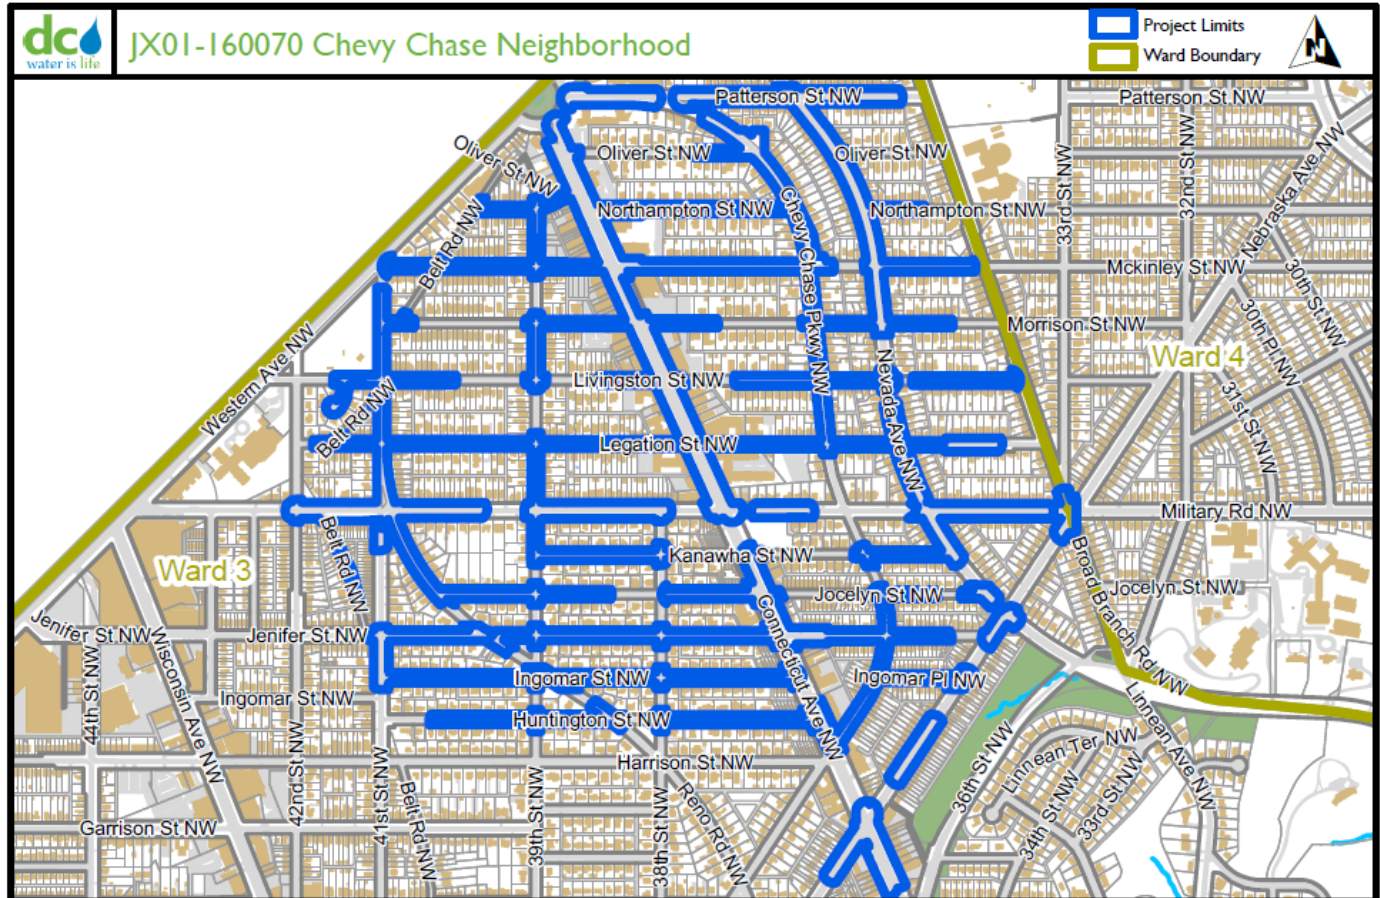 dc
water is life
JX01-160070 Chevy Chase Neighborhood
Project Limits
Ward Boundary
N
Patterson St NW
Patterson St NW
Oliver St NW
Oliver St NW
Oliver St NW
33rd St NW
32nd St NW
Nebraska Ave NW
Belt Rd NW
Northampton St NW
Chevy Chase Pkwy NW
Northampton St NW
Mckinley St NW
30th St NW
Western Ave NW
Morrison St NW
30th Pl NW
Ward 4
Livingston St NW
Nevada Ave NW
31st St NW
Belt Rd NW
Legation St NW
Military Rd NW
Belt Rd NW
Ward 3
Kanawha St NW
Broad Branch Rd NW
Jocelyn St NW
Jocelyn St NW
Connecticut Ave NW
Jenifer St NW
Wisconsin Ave NW
Jenifer St NW
44th St NW
Ingomar St NW
Ingomar St NW
Ingomar Pl NW
Linnean Ave NW
Huntington St NW
42nd St NW
41st St NW
Harrison St NW
36th St NW
Linnean Ter NW
Belt Rd NW
39th St NW
38th St NW
Reno Rd NW
34th St NW
33rd St NW
Garrison St NW